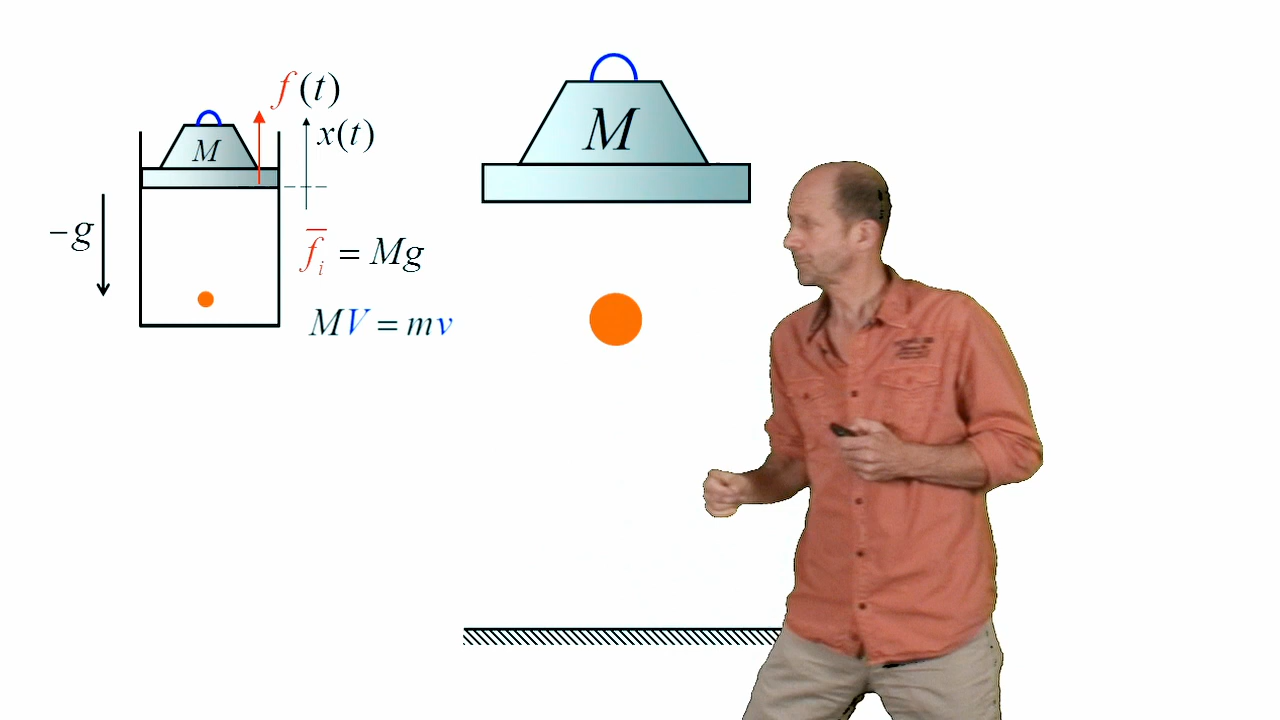 f(t)
M
x(t)
M
−g
f̅ᵢ = Mg
MV = mv